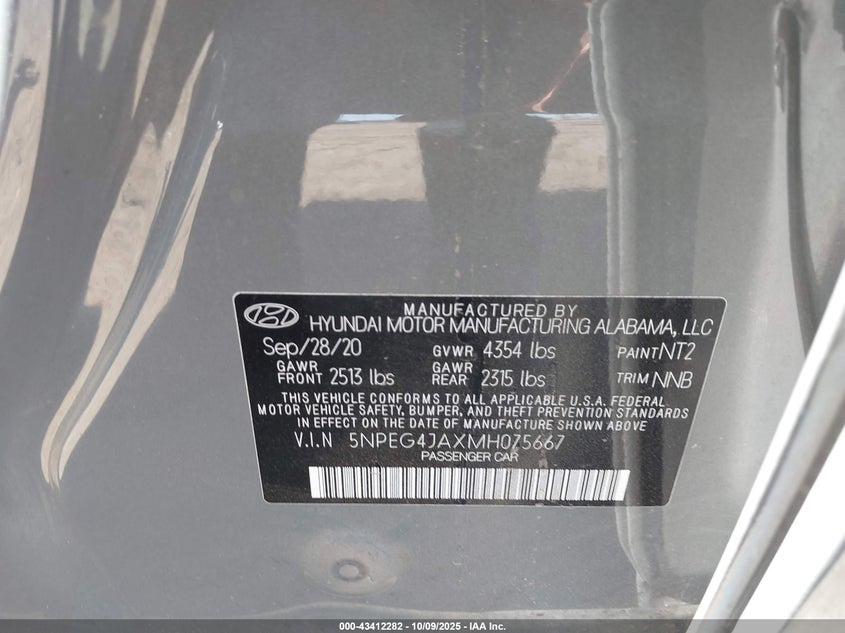 MANUFACTURED BY
HYUNDAI MOTOR MANUFACTURING ALABAMA, LLC
Sep/28/20 GVWR 4354 lbs PAINT NT2
GAWR FRONT 2513 lbs GAWR REAR 2315 lbs TRIM NNB
THIS VEHICLE CONFORMS TO ALL APPLICABLE U.S.A. FEDERAL
MOTOR VEHICLE SAFETY, BUMPER, AND THEFT PREVENTION STANDARDS
IN EFFECT ON THE DATE OF MANUFACTURE SHOWN ABOVE
V.I.N 5NPEG4JAXMH075667
PASSENGER CAR
000-43412282 - 10/09/2025 - IAA Inc.